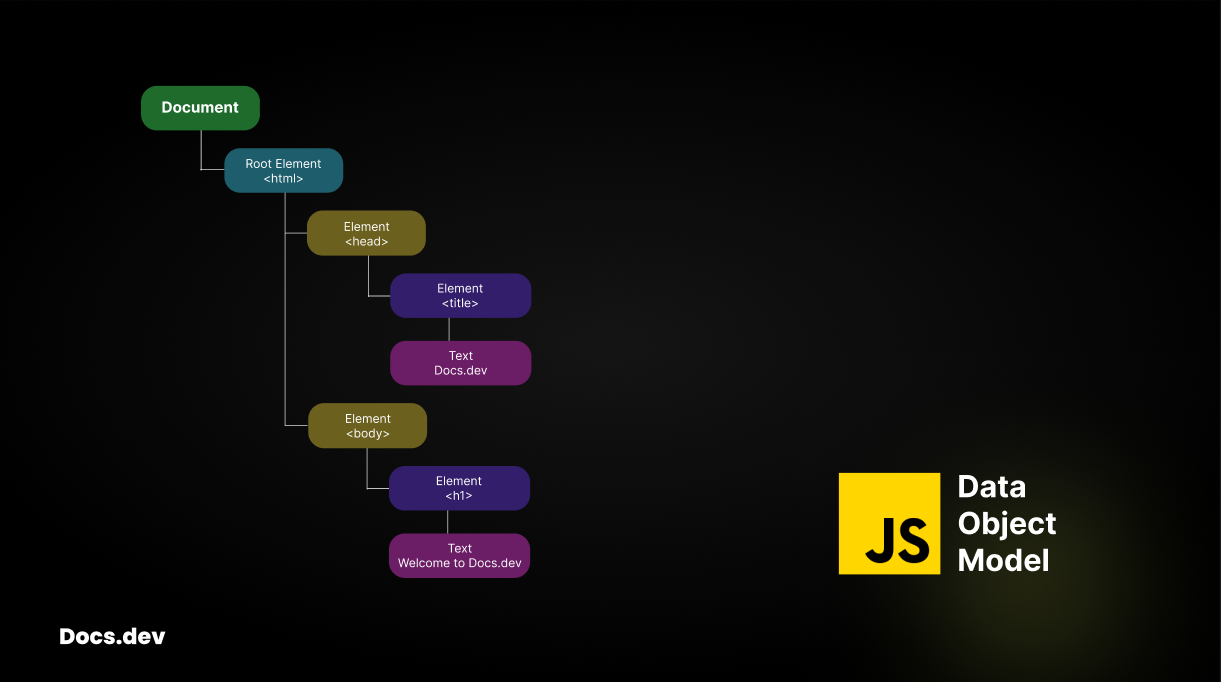 Document
Root Element
<html>
Element
<head>
Element
<title>
Text
Docs.dev
Element
<body>
Element
<h1>
Text
Welcome to Docs.dev
JS
Data
Object
Model
Docs.dev